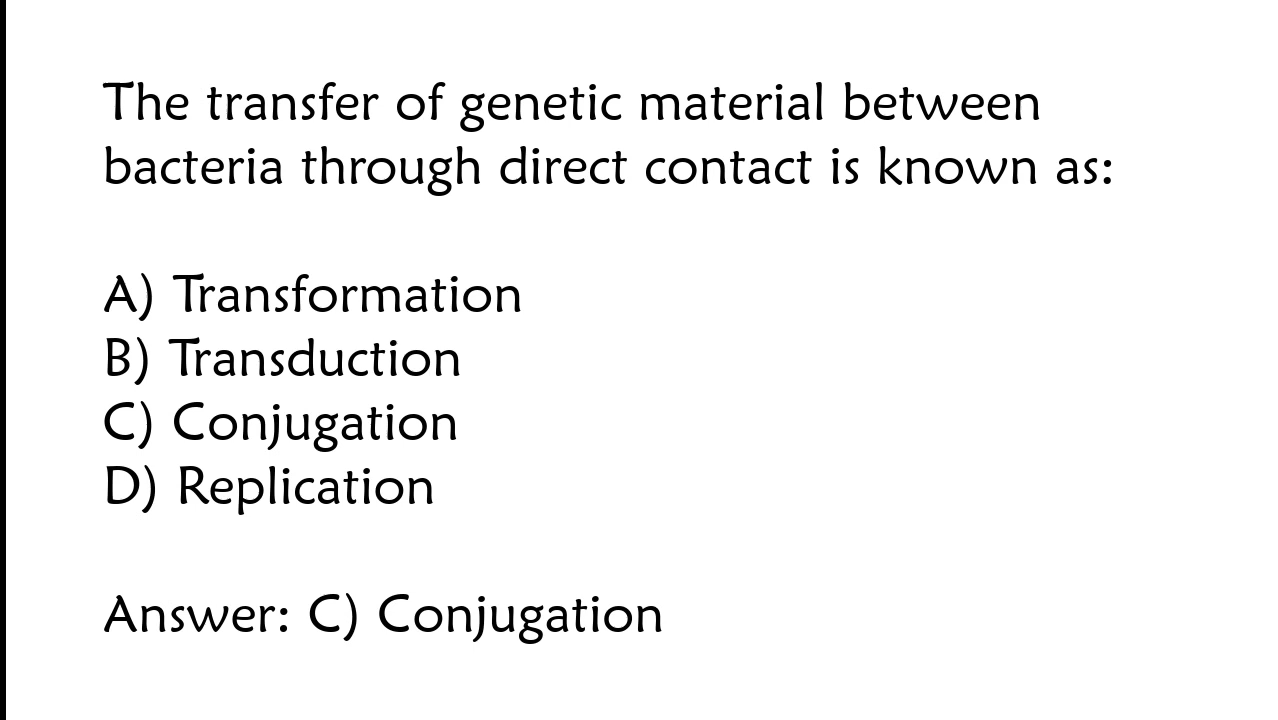 The transfer of genetic material between
bacteria through direct contact is known as:
A) Transformation
B) Transduction
C) Conjugation
D) Replication
Answer: C) Conjugation